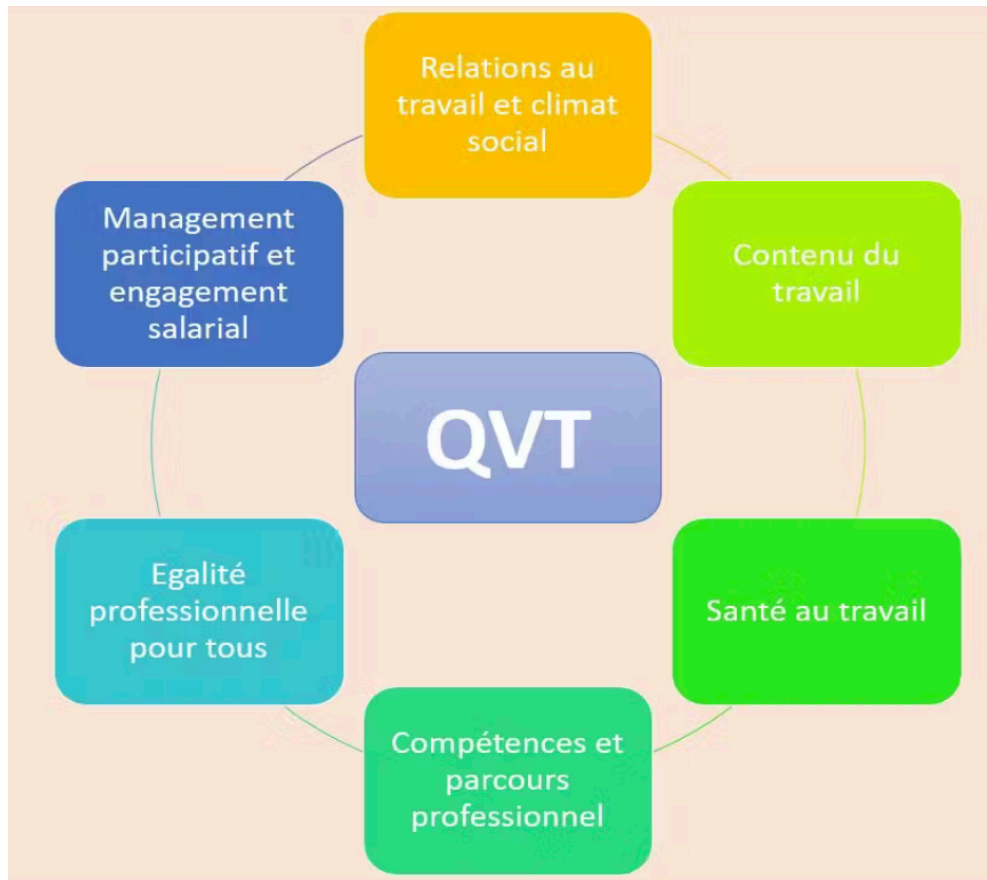 Relations au
travail et climat
social
Contenu du
travail
Santé au travail
Compétences et
parcours
professionnel
Egalité
professionnelle
pour tous
Management
participatif et
engagement
salarial
QVT